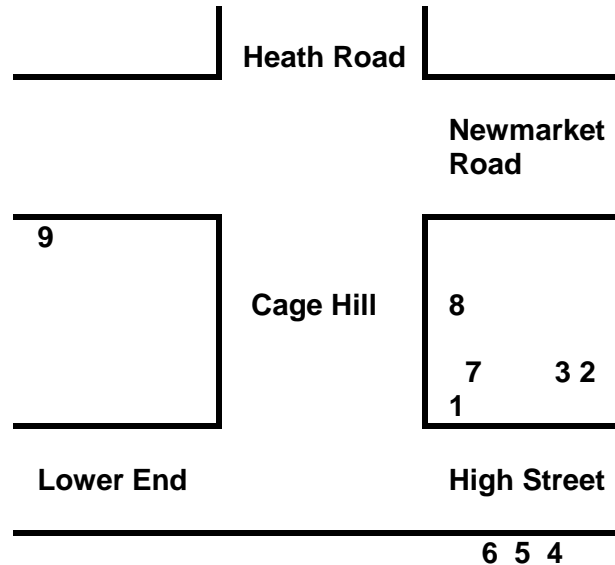 Heath Road
Newmarket
Road
9
Cage Hill 8
7 3 2
1
Lower End High Street
6 5 4